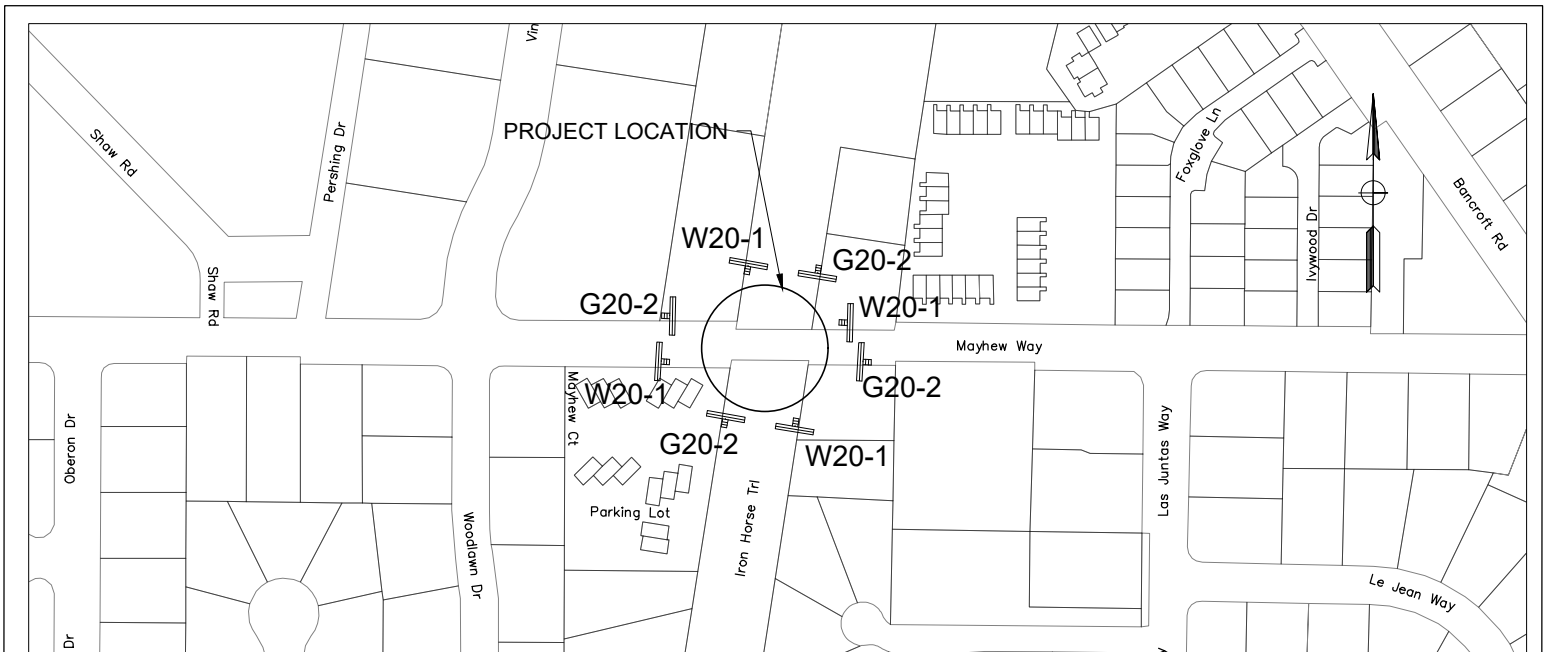 Vin
Shaw Rd
Pershing Dr
PROJECT LOCATION
Foxglove Ln
Ivywood Dr
Bancroft Rd
W20-1
G20-2
Shaw Rd
G20-2
W20-1
Mayhew Way
W20-1
G20-2
Mayhew Ct
Oberon Dr
G20-2
W20-1
Las Juntas Way
Parking Lot
Iron Horse Trl
Woodlawn Dr
Le Jean Way
Dr